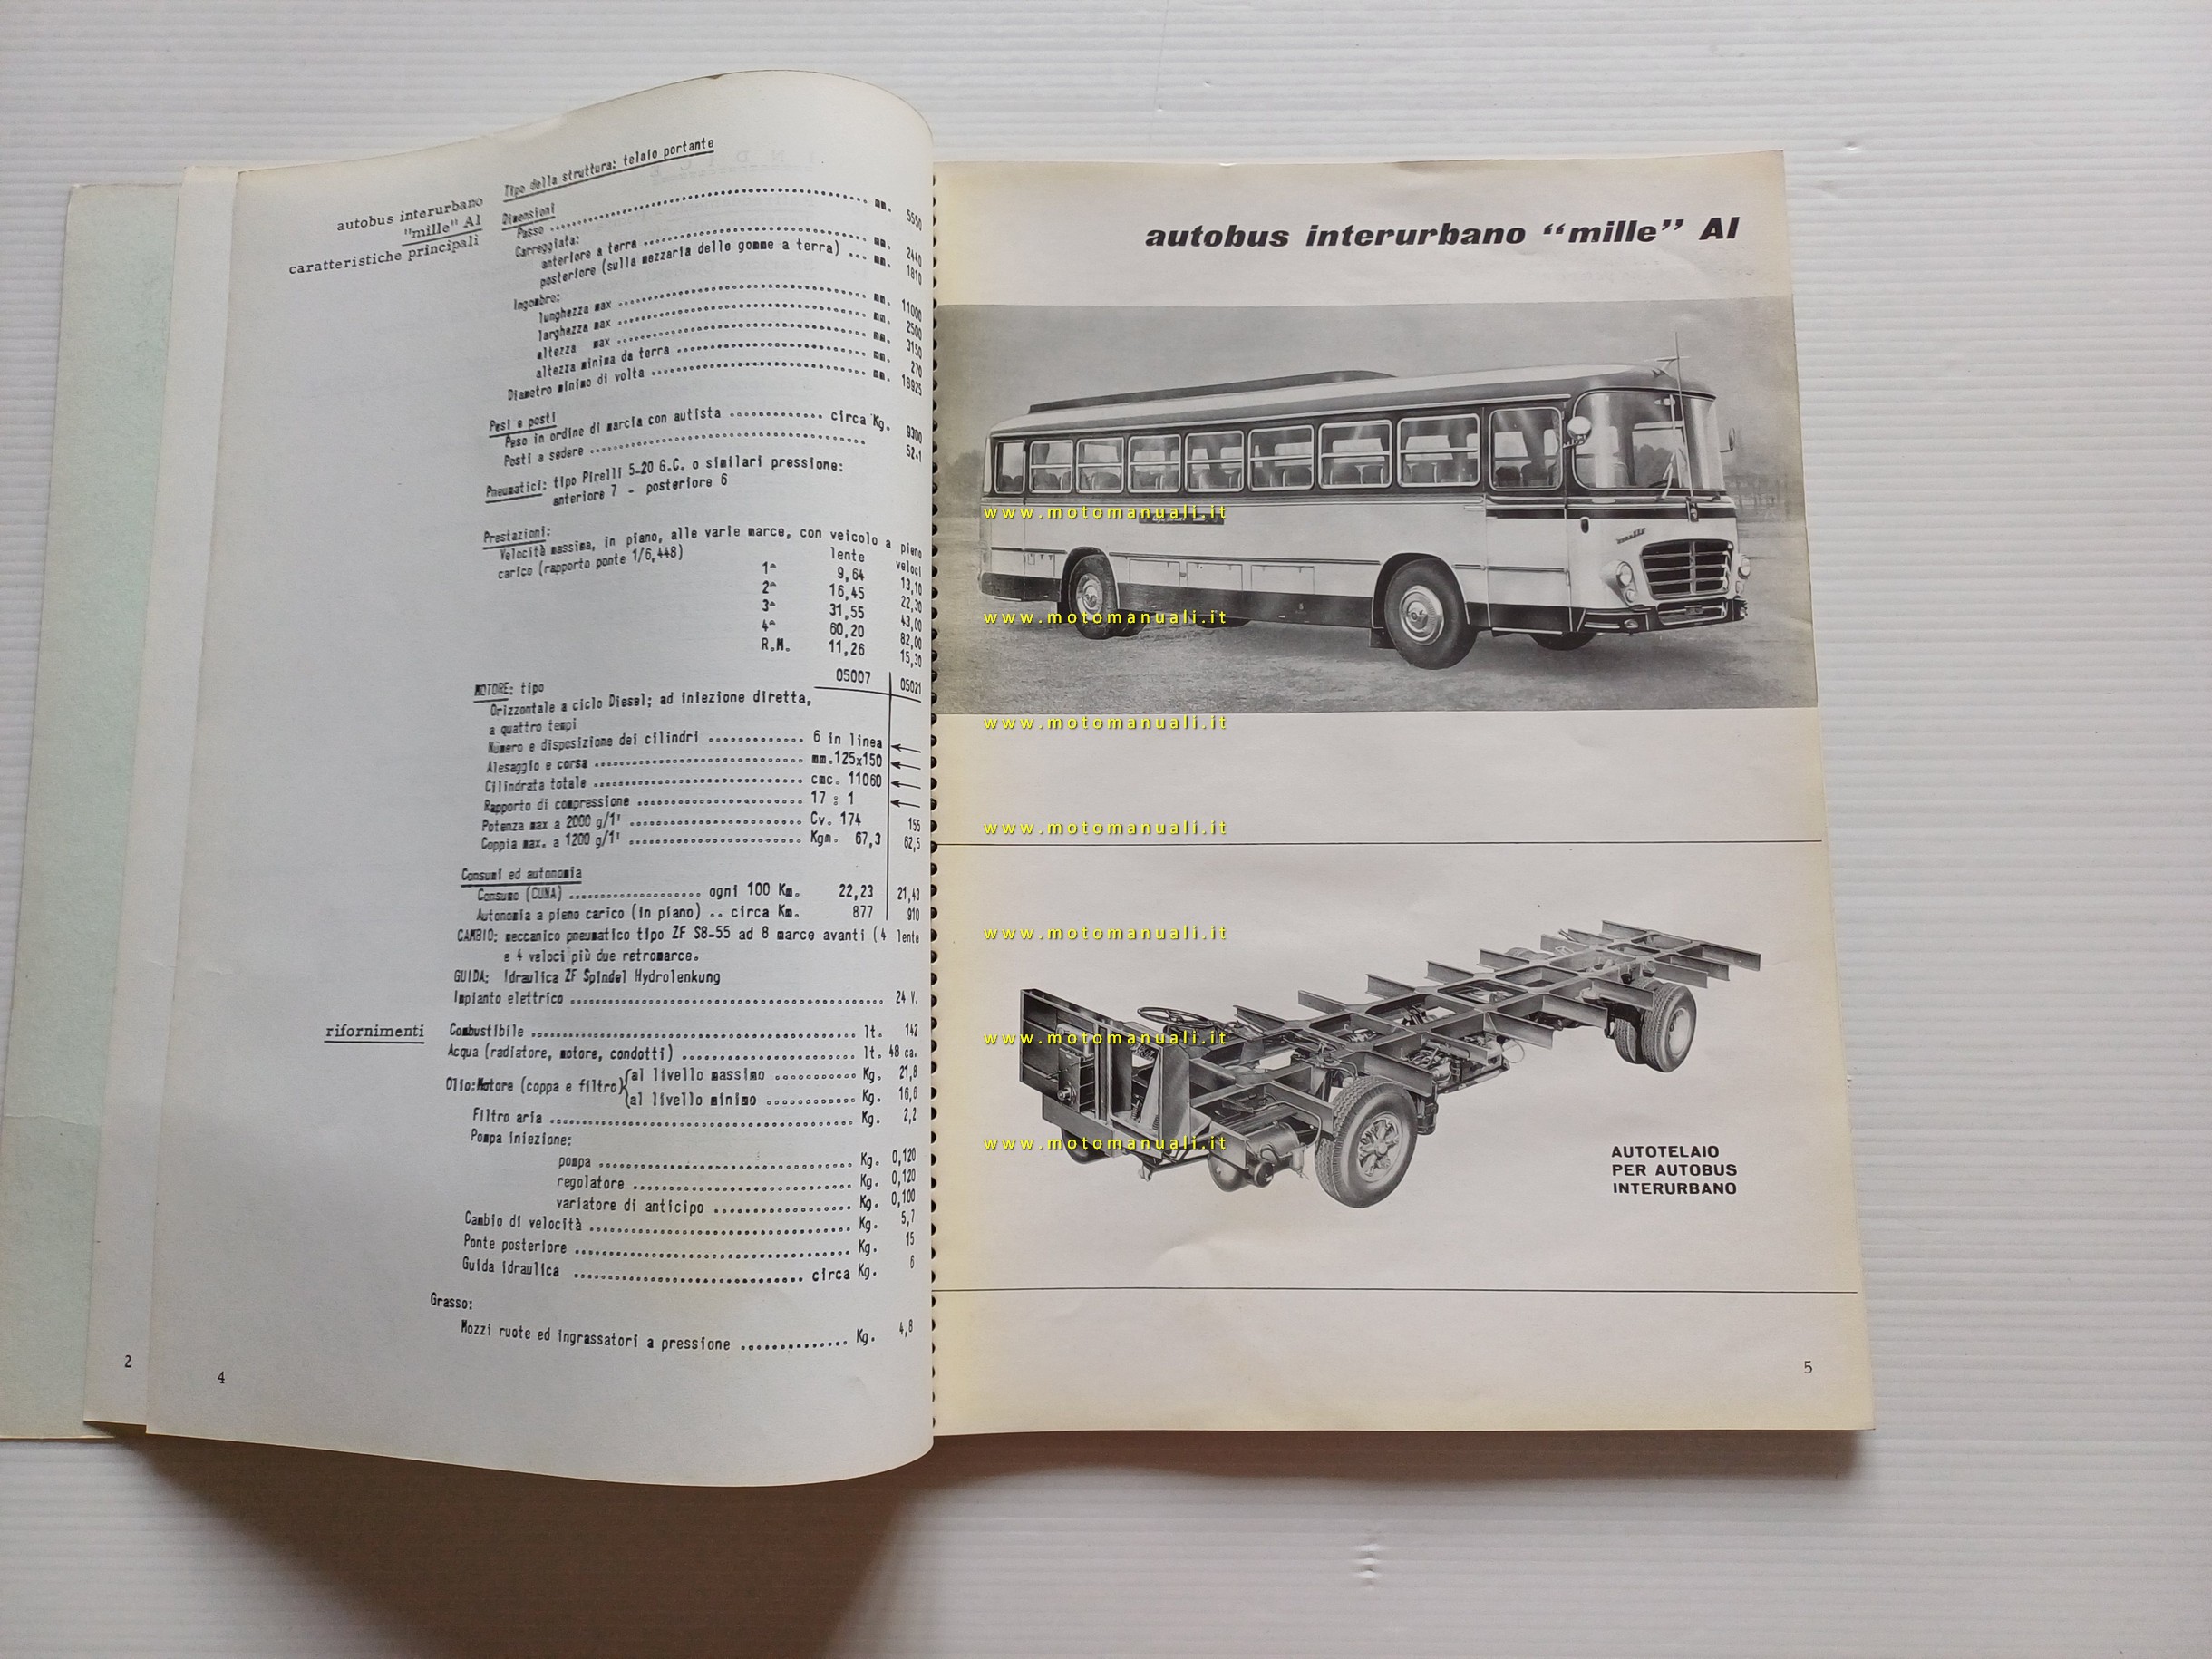 autobus interurbano
"mille" AI
caratteristiche principali
Tipo della struttura: telaio portante
Dimensioni
Passo ........ mm. 5550
Carreggiata:
anteriore a terra ........ mm. 2440
posteriore (sulla mezzaria delle gomme a terra) ... mm. 1810
Ingombro:
lunghezza max ........ mm. 11000
larghezza max ........ mm. 2500
altezza max ........ mm. 3150
altezza minima da terra ........ mm. 270
Diametro minimo di volta ........ mm. 18925
Pesi e posti
Peso in ordine di marcia con autista ........ circa Kg. 9300
Posti a sedere ........ 52+1
Pneumatici: tipo Pirelli 5-20 G.C. o similari pressione:
anteriore 7 - posteriore 6
Prestazioni:
Velocità massima, in piano, alle varie marce, con veicolo a pieno
carico (rapporto ponte 1/6,448)
lente veloci
1ª 9,64 13,10
2ª 16,45 22,30
3ª 31,55 43,00
4ª 60,20 82,00
R.M. 11,26 15,30
MOTORE: tipo 05007 05021
Orizzontale a ciclo Diesel; ad iniezione diretta,
a quattro tempi
Numero e disposizione dei cilindri ........ 6 in linea ←
Alesaggio e corsa ........ mm.125x150 ←
Cilindrata totale ........ cmc. 11060 ←
Rapporto di compressione ........ 17 : 1 ←
Potenza max a 2000 g/1' ........ Cv. 174 155
Coppia max. a 1200 g/1' ........ Kgm. 67,3 62,5
Consumi ed autonomia
Consumo (CUNA) ........ ogni 100 Km. 22,23 21,43
Autonomia a pieno carico (in piano) .. circa Km. 877 910
CAMBIO: meccanico pneumatico tipo ZF S8-55 ad 8 marce avanti (4 lente
e 4 veloci più due retromarce.
GUIDA: Idraulica ZF Spindel Hydrolenkung
Impianto elettrico ........ 24 V.
rifornimenti
Combustibile ........ lt. 142
Acqua (radiatore, motore, condotti) ........ lt. 48 ca.
Olio:Motore (coppa e filtro){al livello massimo ........ Kg. 21,8
{al livello minimo ........ Kg. 16,6
Filtro aria ........ Kg. 2,2
Pompa iniezione:
pompa ........ Kg. 0,120
regolatore ........ Kg. 0,120
variatore di anticipo ........ Kg. 0,100
Cambio di velocità ........ Kg. 5,7
Ponte posteriore ........ Kg. 15
Guida idraulica ........ circa Kg. 6
Grasso:
Mozzi ruote ed ingrassatori a pressione ........ Kg. 4,8
2
4
autobus interurbano “mille” AI
www.motomanuali.it
www.motomanuali.it
www.motomanuali.it
www.motomanuali.it
www.motomanuali.it
www.motomanuali.it
www.motomanuali.it
AUTOTELAIO
PER AUTOBUS
INTERURBANO
5